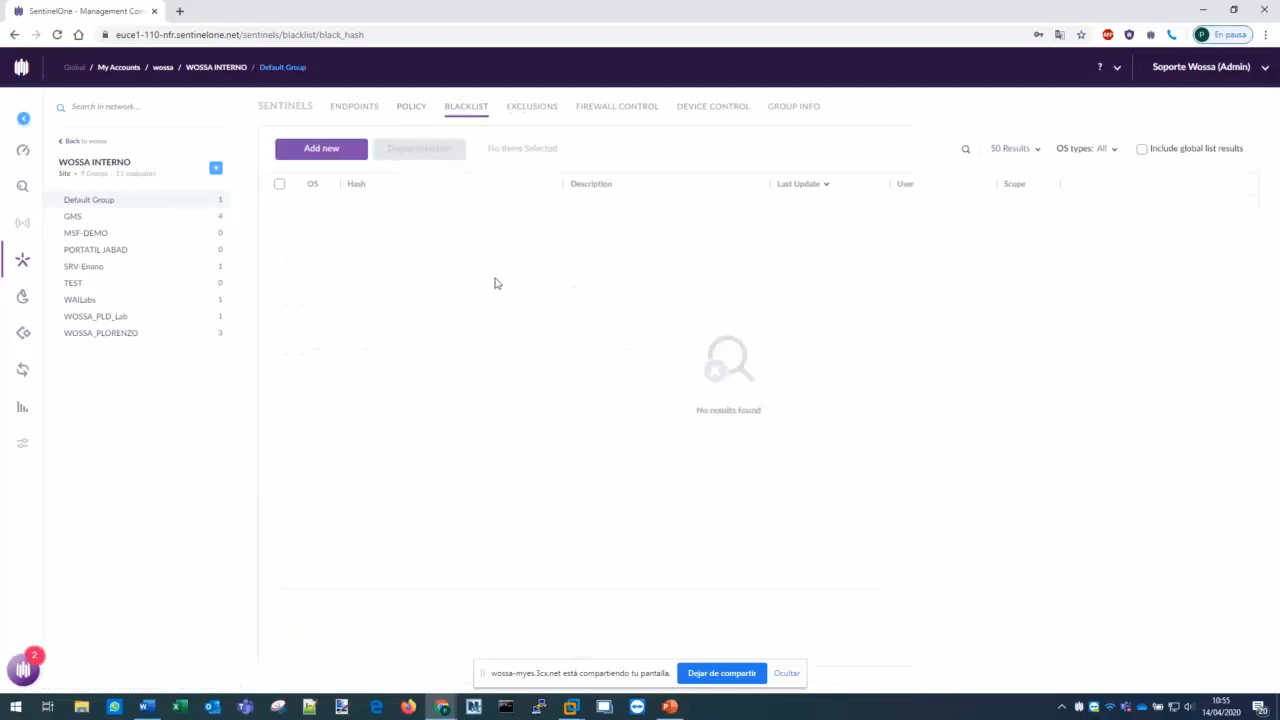 SentinelOne - Management Con
euce1-110-nfr.sentinelone.net/sentinels/blacklist/black_hash
ABP
P En pausa
Global / My Accounts / wossa / WOSSA INTERNO / Default Group
?
Soporte Wossa (Admin)
Search in network...
SENTINELS ENDPOINTS POLICY BLACKLIST EXCLUSIONS FIREWALL CONTROL DEVICE CONTROL GROUP INFO
Back to wossa
Add new
No Items Selected
50 Results
OS types: All
Include global list results
WOSSA INTERNO
Site • 9 Groups • 11 endpoints
+
OS Hash Description Last Update User Scope
Default Group 1
GMS 4
MSF-DEMO 0
PORTATIL JABAD 0
SRV-Enano 1
TEST 0
WAILabs 1
WOSSA_PLD_Lab 1
WOSSA_PLORENZO 3
No results found
2
wossa-myes.3cx.net está compartiendo tu pantalla.
Dejar de compartir
Ocultar
10:55
14/04/2020
20